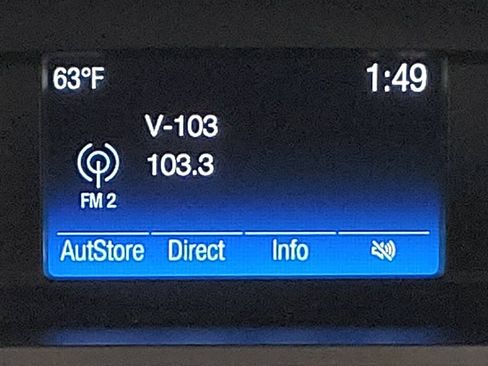 63°F 1:49
V-103
103.3
FM 2
AutStore Direct Info